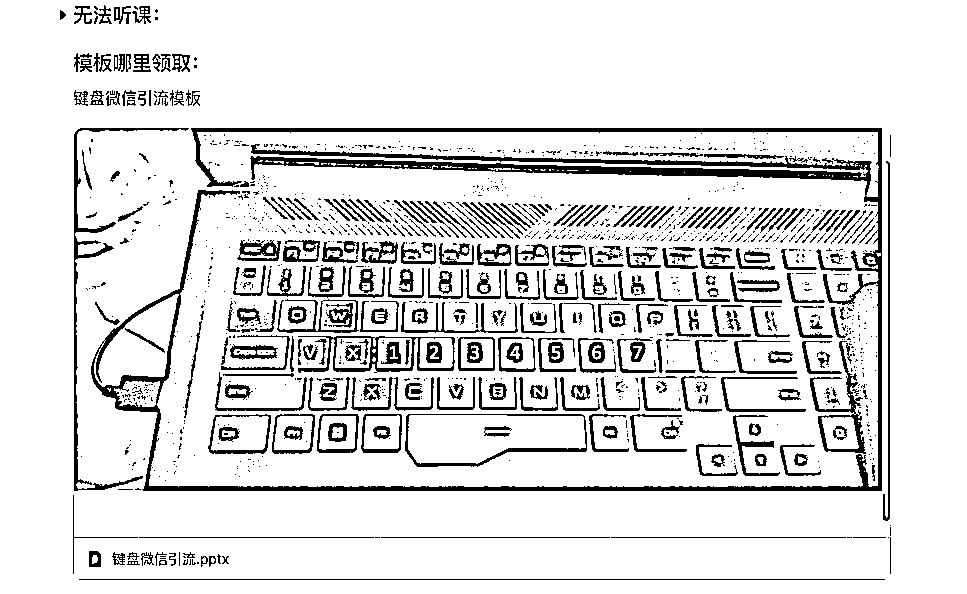 无法听课：
模板哪里领取：
键盘微信引流模板
Q W E R T Y U I O P
V X : 1 2 3 4 5 6 7
Z X C V B N M
键盘微信引流.pptx